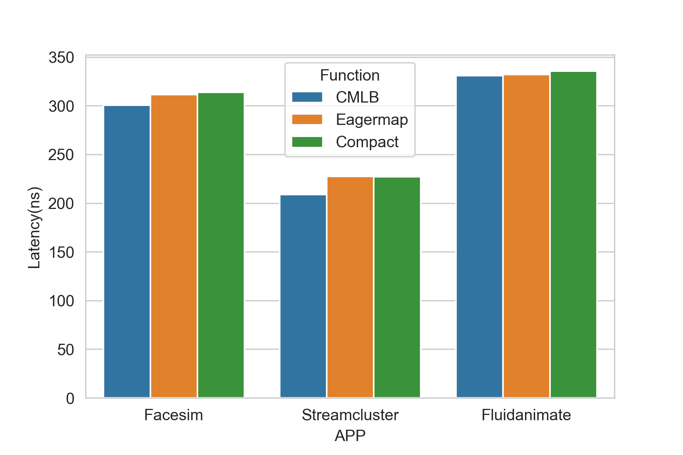 350
300
250
200
150
100
50
0
Latency(ns)
Function
CMLB
Eagermap
Compact
Facesim
Streamcluster
Fluidanimate
APP